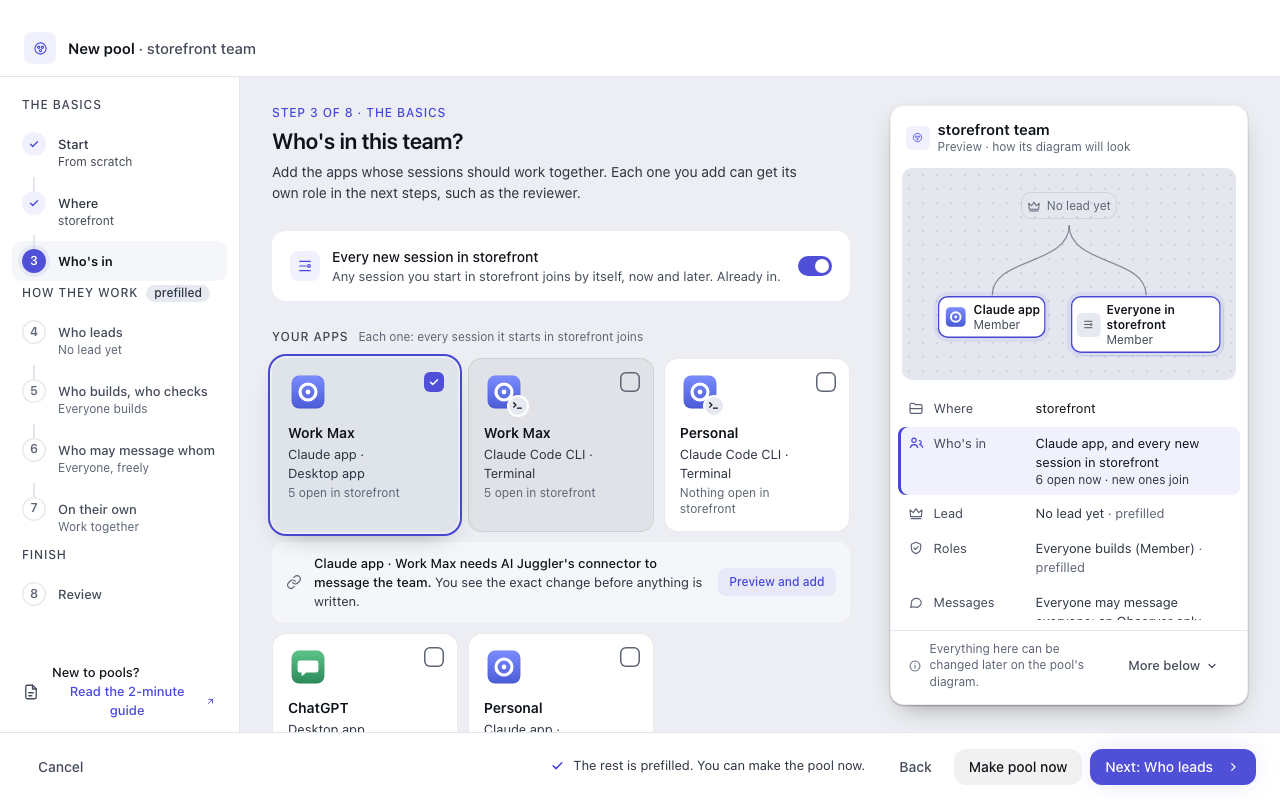 New pool · storefront team
THE BASICS
Start
From scratch
Where
storefront
3
Who's in
HOW THEY WORK prefilled
4
Who leads
No lead yet
5
Who builds, who checks
Everyone builds
6
Who may message whom
Everyone, freely
7
On their own
Work together
FINISH
8
Review
New to pools?
Read the 2-minute
guide
STEP 3 OF 8 · THE BASICS
Who's in this team?
Add the apps whose sessions should work together. Each one you add can get its
own role in the next steps, such as the reviewer.
Every new session in storefront
Any session you start in storefront joins by itself, now and later. Already in.
YOUR APPS Each one: every session it starts in storefront joins
Work Max
Claude app ·
Desktop app
5 open in storefront
Work Max
Claude Code CLI ·
Terminal
5 open in storefront
Personal
Claude Code CLI ·
Terminal
Nothing open in
storefront
Claude app · Work Max needs AI Juggler's connector to
message the team. You see the exact change before anything is
written.
Preview and add
ChatGPT
Desktop app
Personal
Claude app ·
storefront team
Preview · how its diagram will look
No lead yet
Claude app
Member
Everyone in
storefront
Member
Where
storefront
Who's in
Claude app, and every new
session in storefront
6 open now · new ones join
Lead
No lead yet · prefilled
Roles
Everyone builds (Member) ·
prefilled
Messages
Everyone may message
everyone; an Observer only
Everything here can be
changed later on the pool's
diagram.
More below
Cancel
The rest is prefilled. You can make the pool now.
Back
Make pool now
Next: Who leads